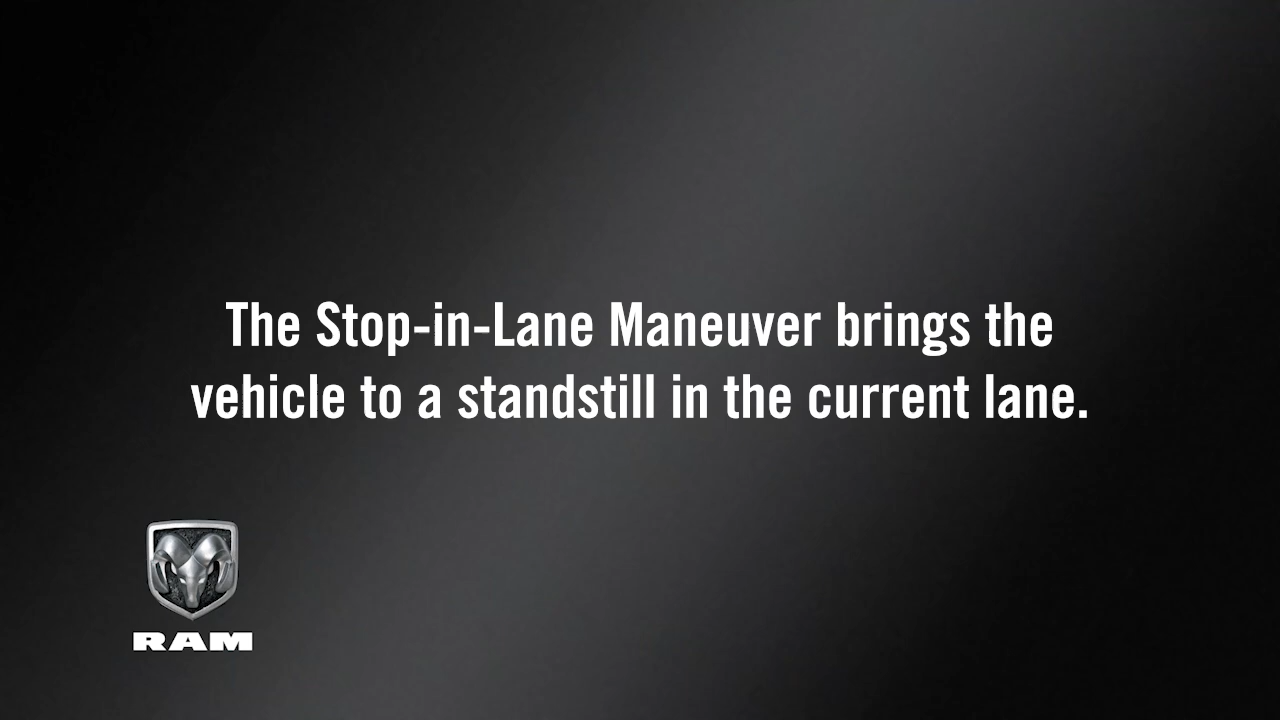 The Stop-in-Lane Maneuver brings the
vehicle to a standstill in the current lane.
RAM